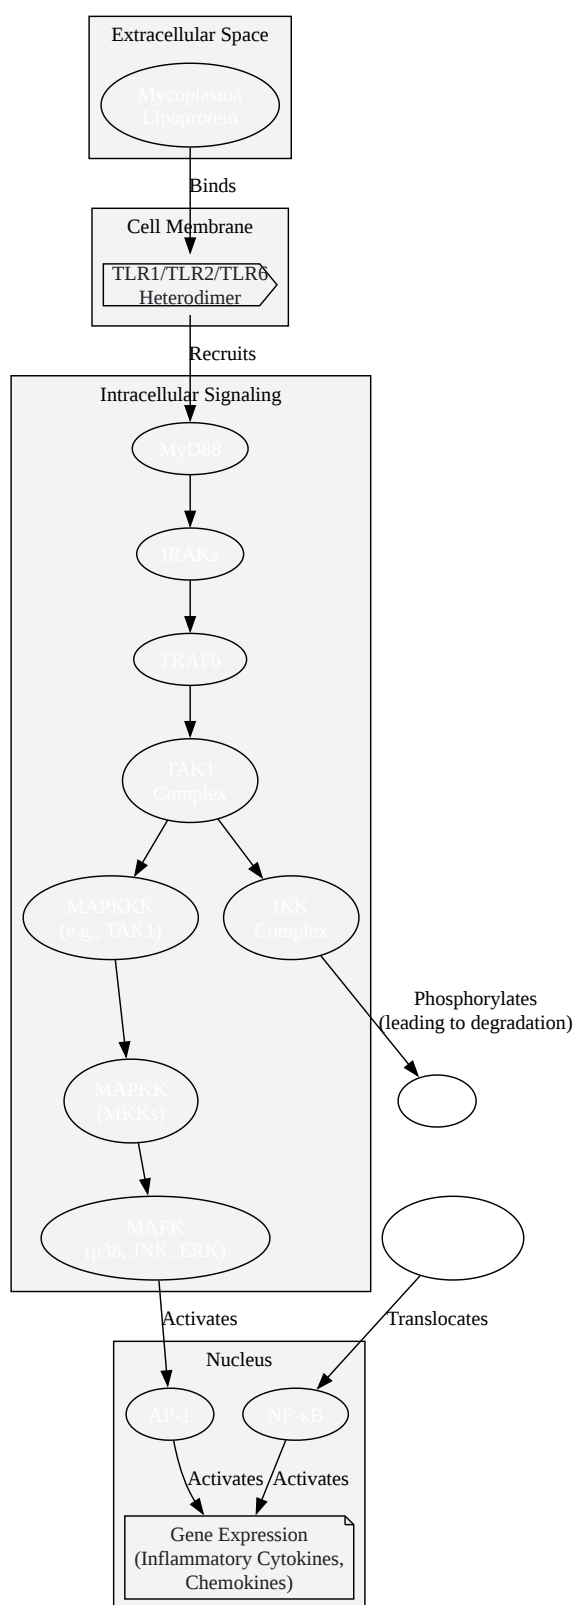 Extracellular Space
Mycoplasma
Lipoprotein
Binds
Cell Membrane
TLR1/TLR2/TLR6
Heterodimer
Recruits
Intracellular Signaling
MyD88
IRAKs
TRAF6
TAK1
Complex
MAPKKK
(e.g., TAK1)
IKK
Complex
Phosphorylates
(leading to degradation)
MAPKK
(MKKs)
MAPK
(p38, JNK, ERK)
Activates
Translocates
Nucleus
AP-1
NF-κB
Activates
Activates
Gene Expression
(Inflammatory Cytokines,
Chemokines)